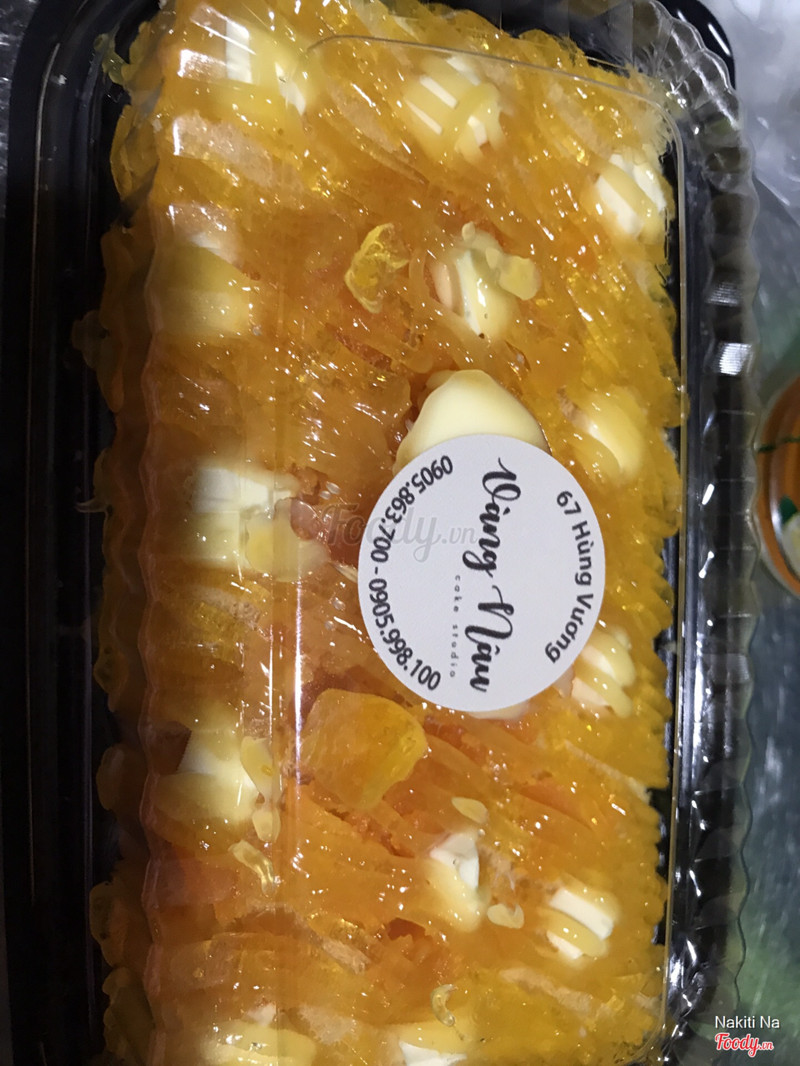 67 Hùng Vương
Vàng Nâu
cake studio
0905.863.700 - 0905.998.100
Foody.vn
Nakiti Na
Foody.vn